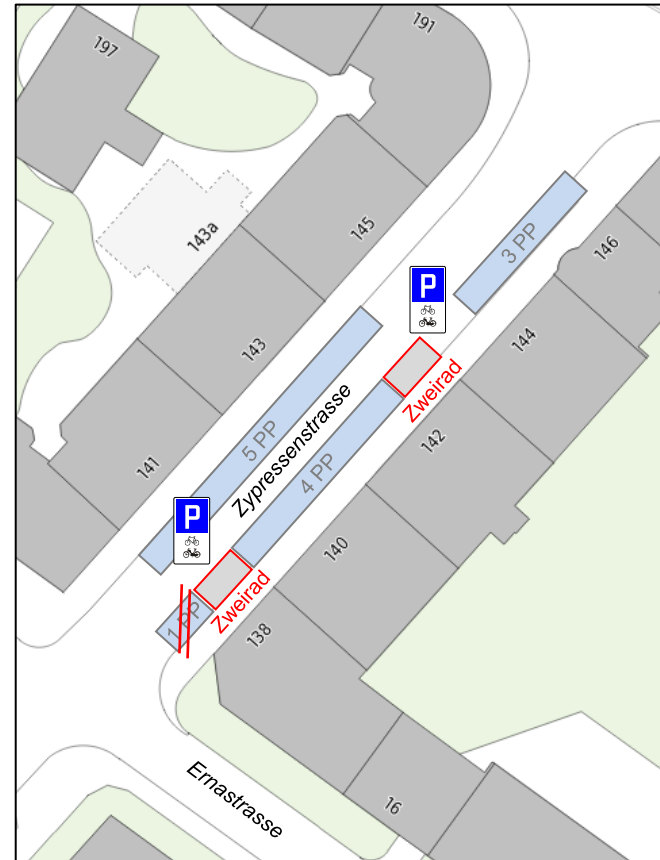 191
197
146
3 PP
145
143a
P
144
143
Zweirad
142
5 PP
Zypressenstrasse
4 PP
141
P
140
Zweirad
1 PP
138
Ernastrasse
16